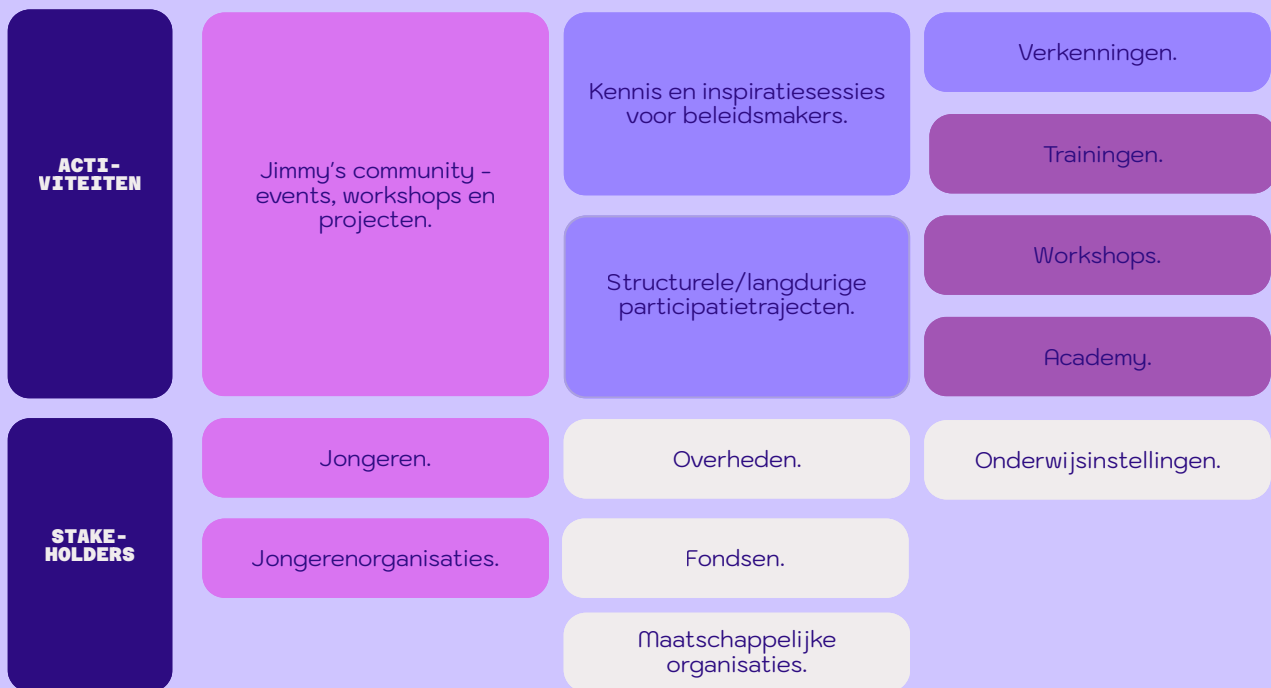 ACTI-
VITEITEN
Jimmy's community -
events, workshops en
projecten.
Kennis en inspiratiesessies
voor beleidsmakers.
Structurele/langdurige
participatietrajecten.
Verkenningen.
Trainingen.
Workshops.
Academy.
STAKE-
HOLDERS
Jongeren.
Overheden.
Onderwijsinstellingen.
Jongerenorganisaties.
Fondsen.
Maatschappelijke
organisaties.